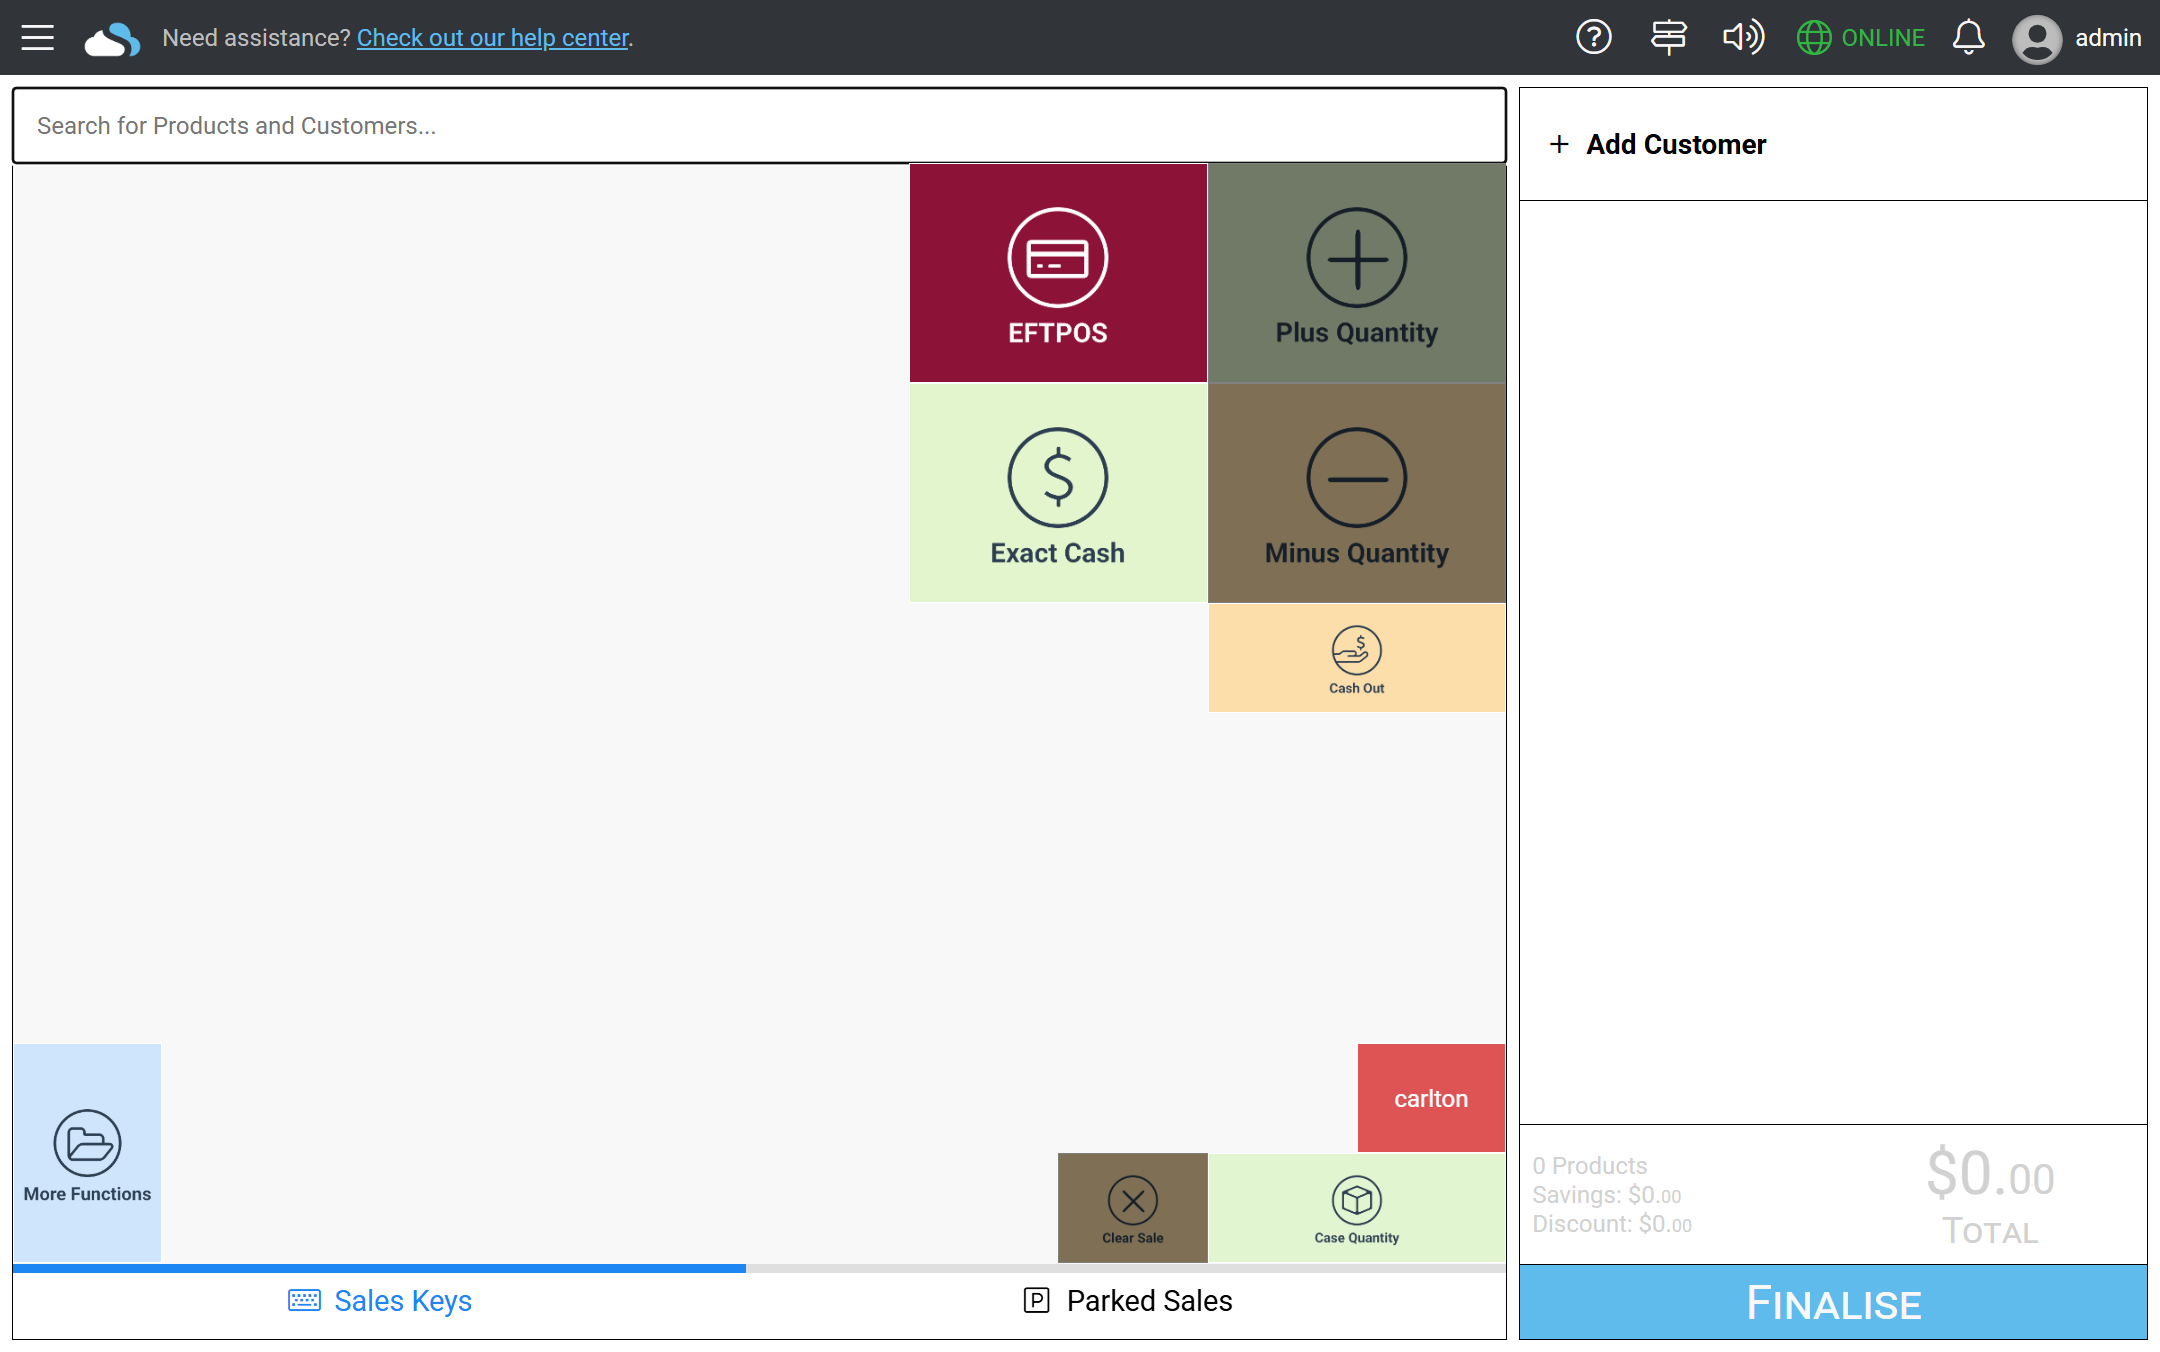 Need assistance? Check out our help center.
ONLINE
admin
Search for Products and Customers...
+ Add Customer
EFTPOS
Plus Quantity
$
Exact Cash
Minus Quantity
$
Cash Out
carlton
More Functions
Clear Sale
Case Quantity
0 Products
Savings: $0.00
Discount: $0.00
$0.00
TOTAL
Sales Keys
P Parked Sales
FINALISE